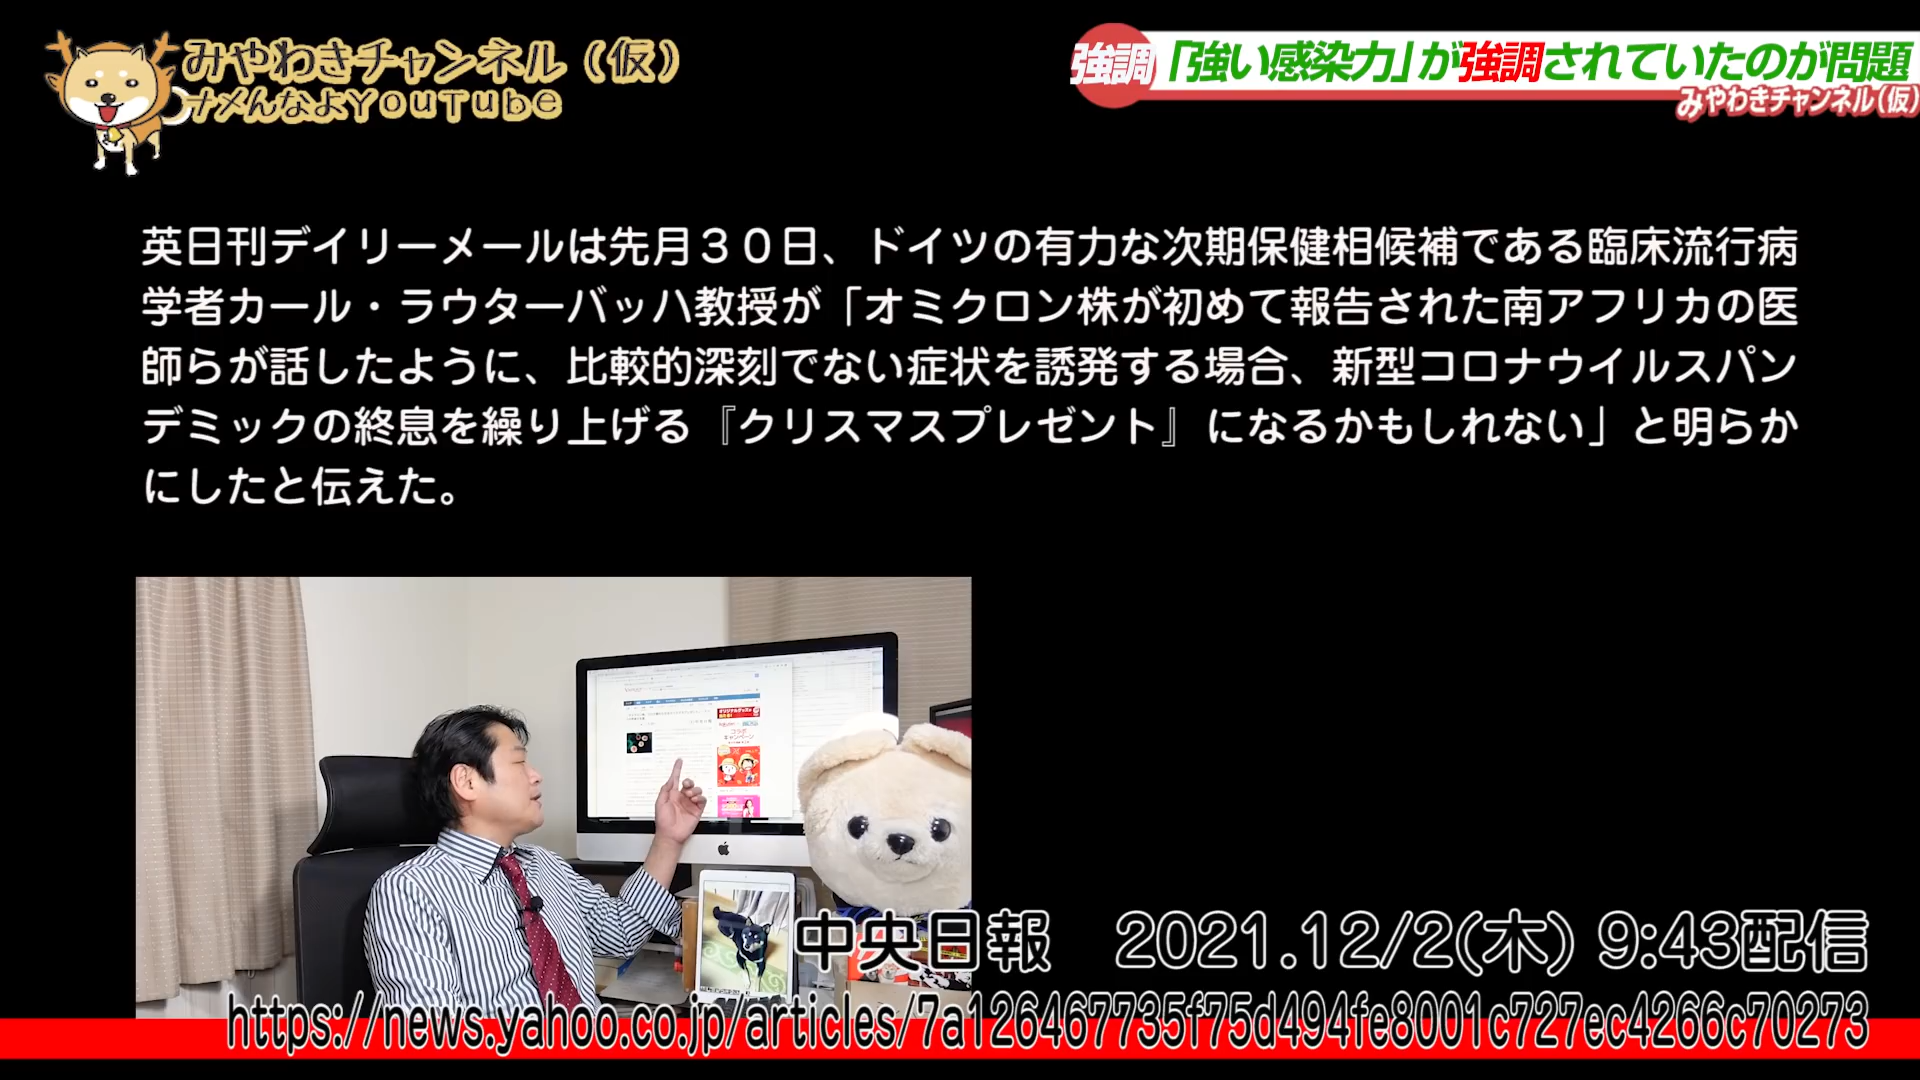 みやわきチャンネル（仮）
ナメんなよYouTube
強調「強い感染力」が強調されていたのが問題
みやわきチャンネル（仮）
英日刊デイリーメールは先月３０日、ドイツの有力な次期保健相候補である臨床流行病
学者カール・ラウターバッハ教授が「オミクロン株が初めて報告された南アフリカの医
師らが話したように、比較的深刻でない症状を誘発する場合、新型コロナウイルスパン
デミックの終息を繰り上げる『クリスマスプレゼント』になるかもしれない」と明らか
にしたと伝えた。
コラボ
キャンペーン
中央日報　2021.12/2(木) 9:43配信
https://news.yahoo.co.jp/articles/7a126467735f75d494fe8001c727ec4266c70273